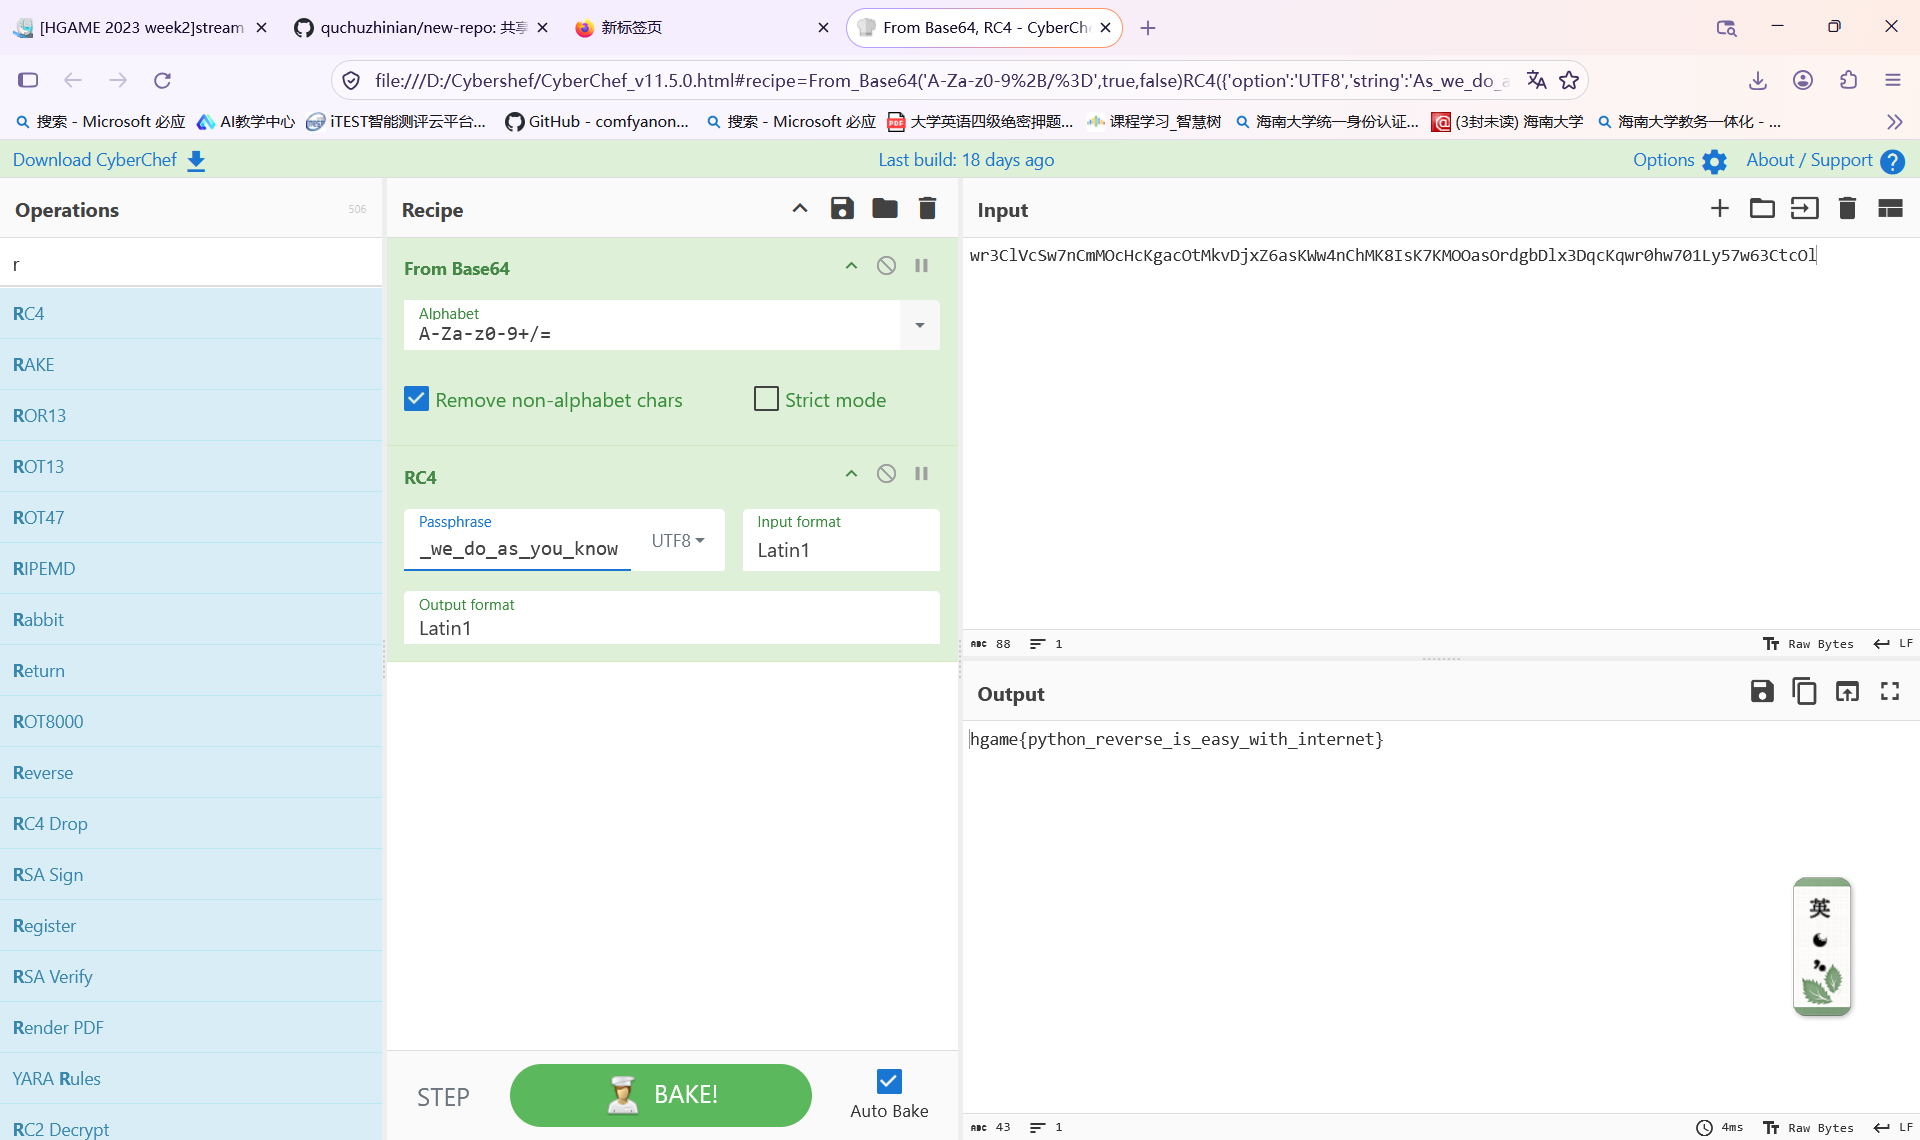 [HGAME 2023 week2]stream
quchuzhinian/new-repo: 共享
新标签页
From Base64, RC4 - CyberChe
file:///D:/Cybershef/CyberChef_v11.5.0.html#recipe=From_Base64('A-Za-z0-9%2B/%3D',true,false)RC4({'option':'UTF8','string':'As_we_do_a
搜索 - Microsoft 必应
AI教学中心
iTEST智能测评云平台...
GitHub - comfyanon...
搜索 - Microsoft 必应
大学英语四级绝密押题...
课程学习_智慧树
海南大学统一身份认证...
(3封未读) 海南大学
海南大学教务一体化 - ...
Download CyberChef
Last build: 18 days ago
Options
About / Support
Operations
506
r
RC4
RAKE
ROR13
ROT13
ROT47
RIPEMD
Rabbit
Return
ROT8000
Reverse
RC4 Drop
RSA Sign
Register
RSA Verify
Render PDF
YARA Rules
RC2 Decrypt
Recipe
From Base64
Alphabet
A-Za-z0-9+/=
Remove non-alphabet chars
Strict mode
RC4
Passphrase
_we_do_as_you_know
UTF8
Input format
Latin1
Output format
Latin1
STEP
BAKE!
Auto Bake
Input
wr3ClVcSw7nCmMOcHcKgacOtMkvDjxZ6asKWw4nChMK8IsK7KMOOasOrdgbDlx3DqcKqwr0hw701Ly57w63CtcOl
ABC 88
1
Tт Raw Bytes
LF
Output
hgame{python_reverse_is_easy_with_internet}
英
ABC 43
1
4ms
Tт Raw Bytes
LF